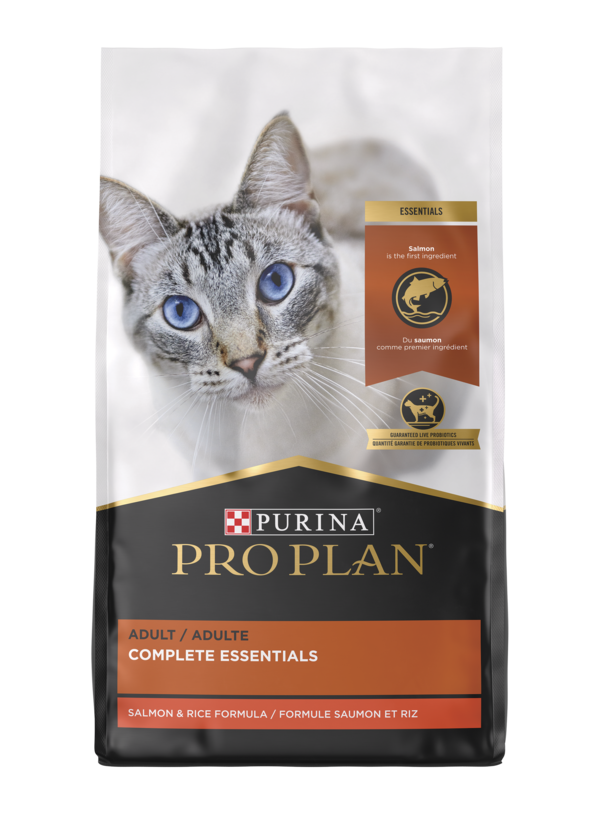 ESSENTIALS
Salmon
is the first ingredient
Du saumon
comme premier ingrédient
GUARANTEED LIVE PROBIOTICS
QUANTITÉ GARANTIE DE PROBIOTIQUES VIVANTS
PURINA®
PRO PLAN®
ADULT / ADULTE
COMPLETE ESSENTIALS
SALMON & RICE FORMULA / FORMULE SAUMON ET RIZ